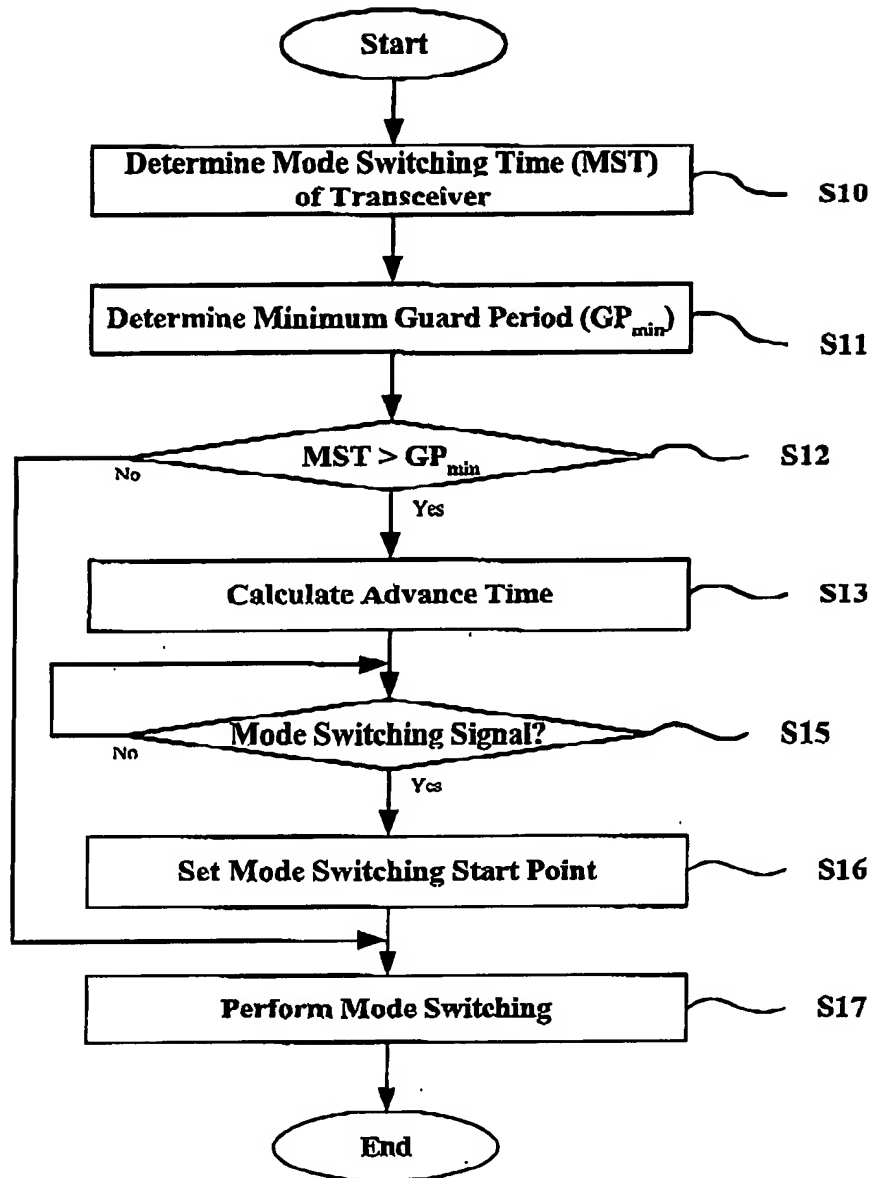 Start
Determine Mode Switching Time (MST)
of Transceiver
S10
Determine Minimum Guard Period (GPmin)
S11
MST > GPmin
S12
No
Yes
Calculate Advance Time
S13
Mode Switching Signal?
S15
No
Yes
Set Mode Switching Start Point
S16
Perform Mode Switching
S17
End